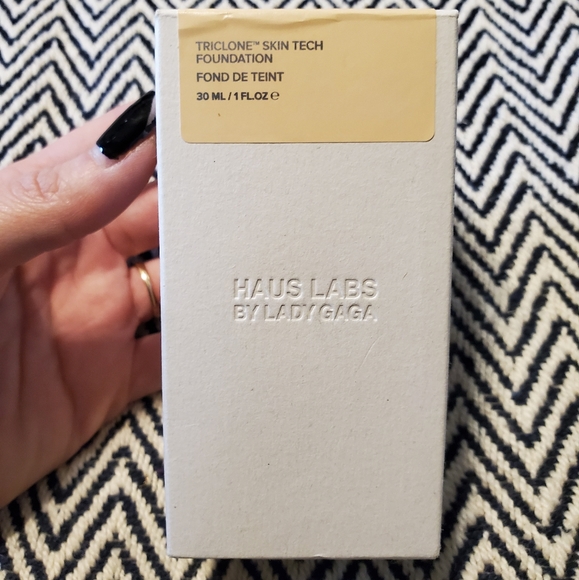 TRICLONE™ SKIN TECH
FOUNDATION
FOND DE TEINT
30 ML / 1 FL.OZ ℮
HAUS LABS
BY LADY GAGA